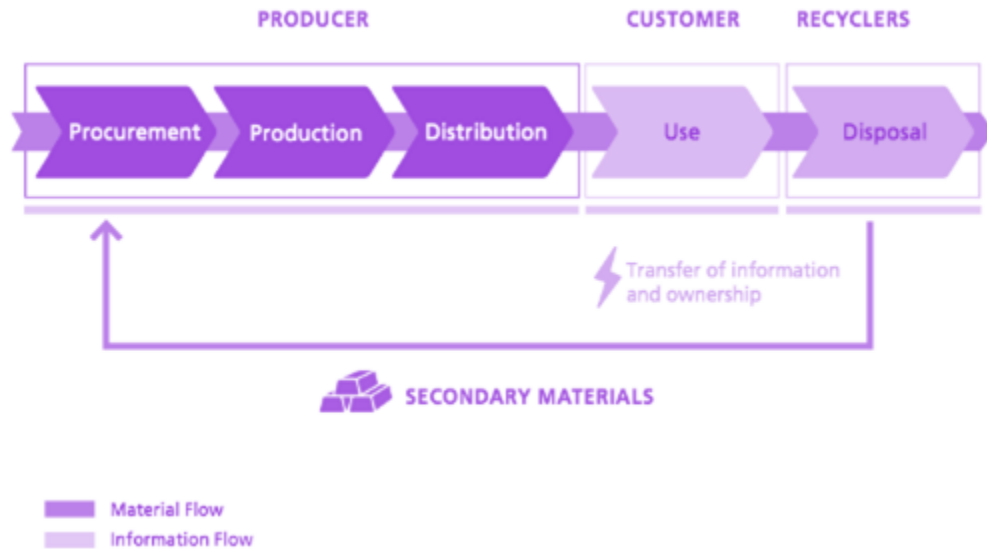 PRODUCER
CUSTOMER
RECYCLERS
Procurement
Production
Distribution
Use
Disposal
Transfer of information
and ownership
SECONDARY MATERIALS
Material Flow
Information Flow